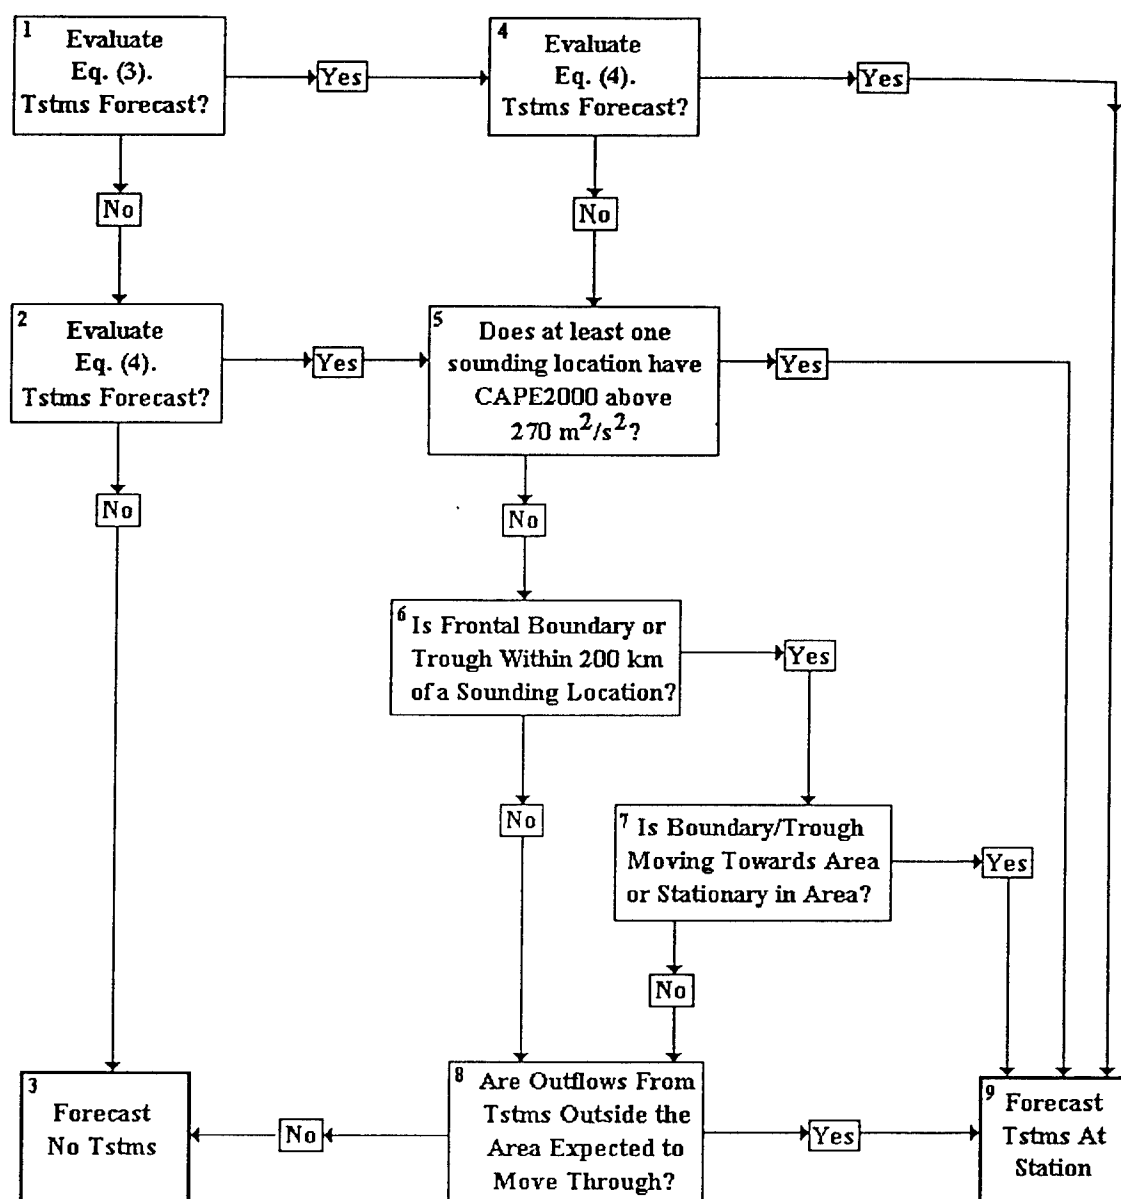 1
Evaluate
Eq. (3).
Tstms Forecast?
Yes
4
Evaluate
Eq. (4).
Tstms Forecast?
Yes
No
No
2
Evaluate
Eq. (4).
Tstms Forecast?
Yes
5
Does at least one
sounding location have
CAPE2000 above
270 m²/s²?
Yes
No
No
6
Is Frontal Boundary or
Trough Within 200 km
of a Sounding Location?
Yes
No
7
Is Boundary/Trough
Moving Towards Area
or Stationary in Area?
Yes
No
3
Forecast
No Tstms
No
8
Are Outflows From
Tstms Outside the
Area Expected to
Move Through?
Yes
9
Forecast
Tstms At
Station